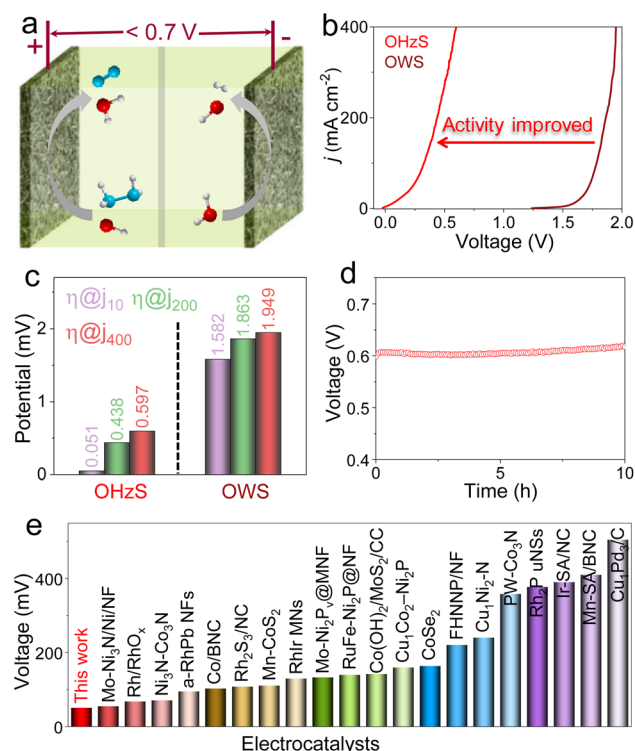 a
< 0.7 V
+
-
b
400
200
0
j (mA cm⁻²)
OHzS
OWS
Activity improved
0.0 0.5 1.0 1.5 2.0
Voltage (V)
c
η@j₁₀ η@j₂₀₀
η@j₄₀₀
2
1
0
Potential (mV)
0.051
0.438
0.597
1.582
1.863
1.949
OHzS
OWS
d
0.7
0.6
0.5
0.4
Voltage (V)
0 5 10
Time (h)
e
400
200
0
Voltage (mV)
This work
Mo-Ni₃N/Ni/NF
Rh/RhOₓ
Ni₃N-Co₃N
a-RhPb NFs
Co/BNC
Rh₂S₃/NC
Mn-CoS₂
RhIr MNs
Mo-Ni₂Pᵥ@MNF
RuFe-Ni₂P@NF
Co(OH)₂/MoS₂/CC
Cu₁Co₂–Ni₂P
CoSe₂
FHNNP/NF
Cu₁Ni₂-N
PW-Co₃N
Rh₂P uNSs
Ir-SA/NC
Mn-SA/BNC
Cu₁Pd₃/C
Electrocatalysts